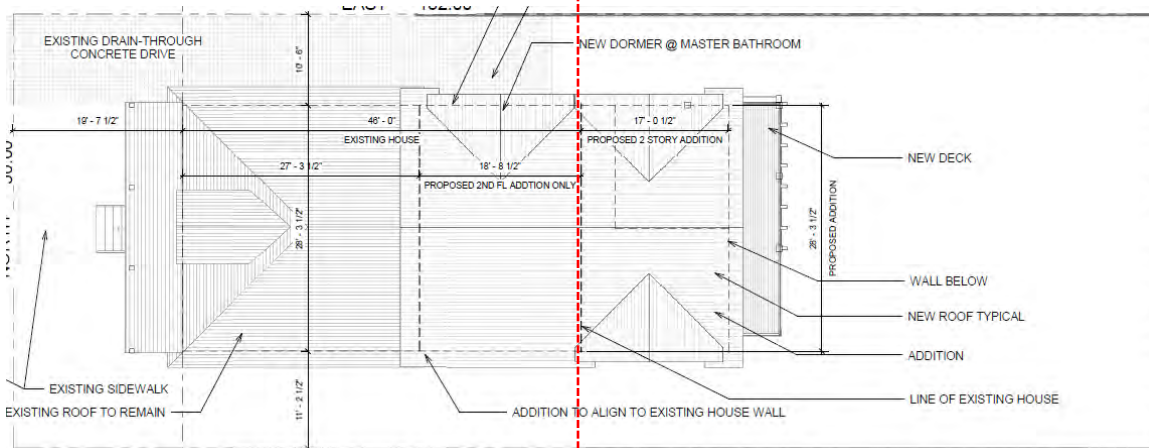 EXISTING DRAIN-THROUGH
CONCRETE DRIVE
10' - 6"
NEW DORMER @ MASTER BATHROOM
19' - 7 1/2"
46' - 0"
17' - 0 1/2"
EXISTING HOUSE
PROPOSED 2 STORY ADDITION
NEW DECK
27' - 3 1/2"
18' - 8 1/2"
PROPOSED 2ND FL ADDTION ONLY
28' - 3 1/2"
28' - 3 1/2"
PROPOSED ADDITION
WALL BELOW
NEW ROOF TYPICAL
ADDITION
EXISTING SIDEWALK
LINE OF EXISTING HOUSE
EXISTING ROOF TO REMAIN
11' - 2 1/2"
ADDITION TO ALIGN TO EXISTING HOUSE WALL